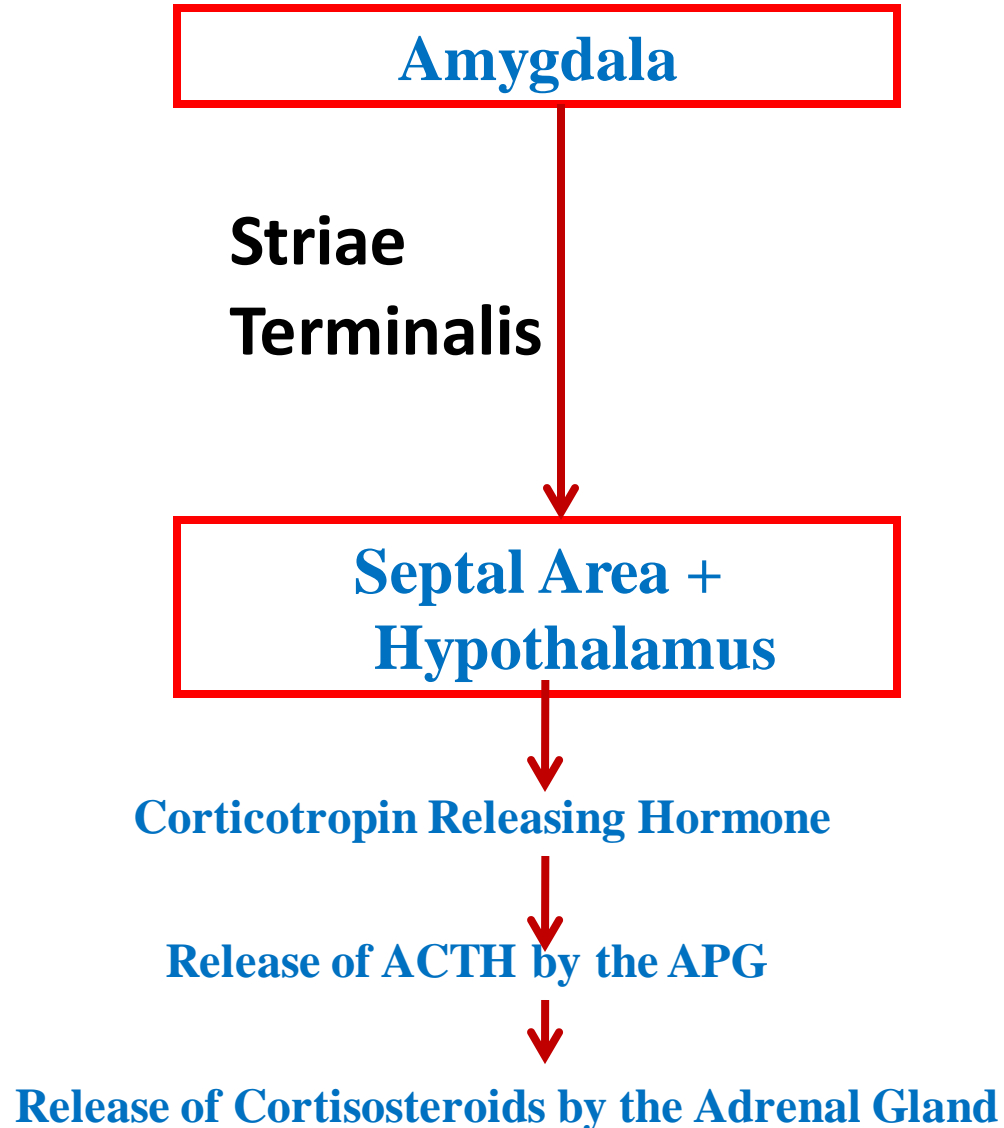 Amygdala
Striae
Terminalis
Septal Area +
Hypothalamus
Corticotropin Releasing Hormone
Release of ACTH by the APG
Release of Cortisosteroids by the Adrenal Gland